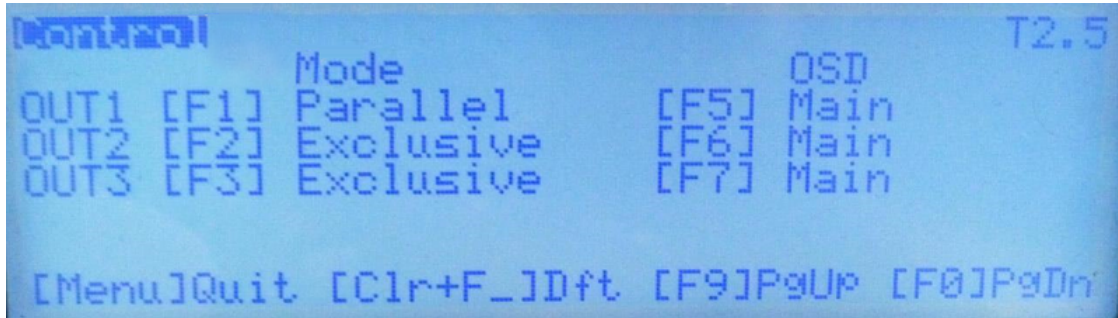 Control T2.5
Mode OSD
OUT1 [F1] Parallel [F5] Main
OUT2 [F2] Exclusive [F6] Main
OUT3 [F3] Exclusive [F7] Main
[Menu]Quit [Clr+F_]Dft [F9]PgUp [F0]PgDn